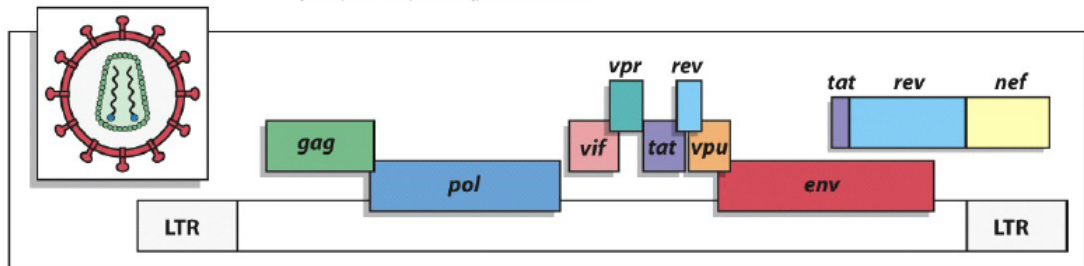 vpr rev tat rev nef
gag vif tat vpu
pol env
LTR LTR